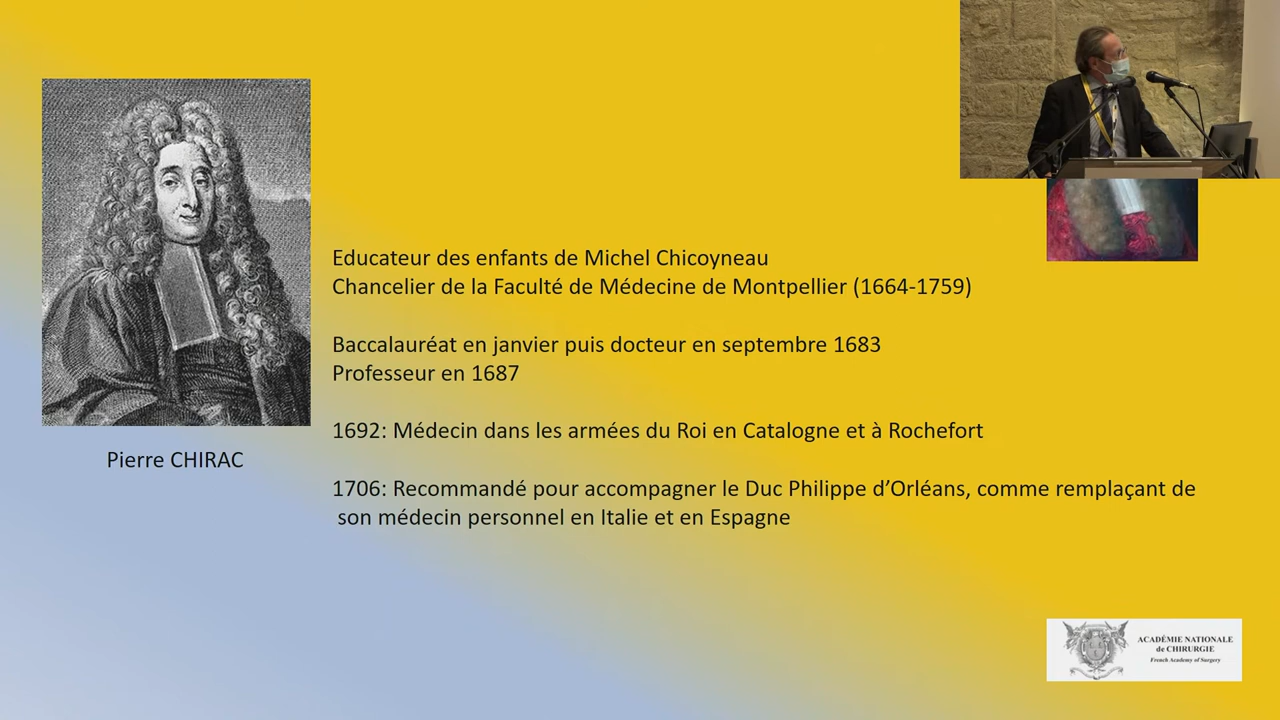 Educateur des enfants de Michel Chicoyneau
Chancelier de la Faculté de Médecine de Montpellier (1664-1759)
Baccalauréat en janvier puis docteur en septembre 1683
Professeur en 1687
1692: Médecin dans les armées du Roi en Catalogne et à Rochefort
Pierre CHIRAC
1706: Recommandé pour accompagner le Duc Philippe d’Orléans, comme remplaçant de
son médecin personnel en Italie et en Espagne
ACADÉMIE NATIONALE
de CHIRURGIE
French Academy of Surgery